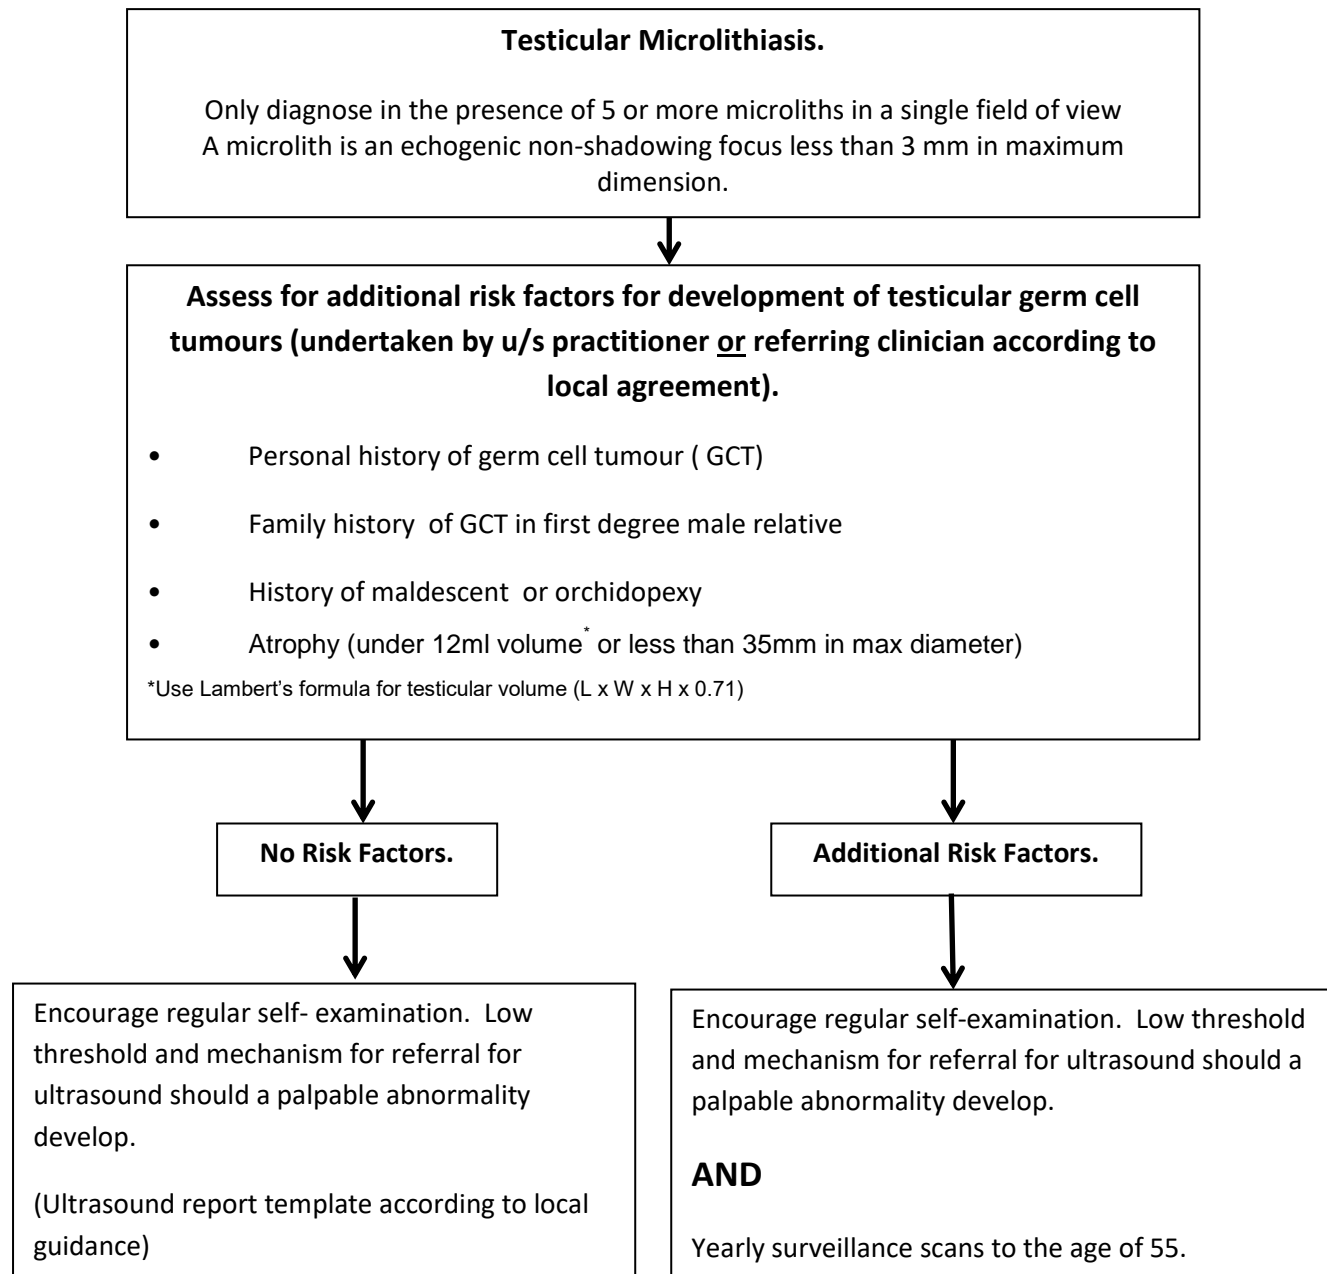 Testicular Microlithiasis.
Only diagnose in the presence of 5 or more microliths in a single field of view
A microlith is an echogenic non-shadowing focus less than 3 mm in maximum
dimension.
Assess for additional risk factors for development of testicular germ cell
tumours (undertaken by u/s practitioner or referring clinician according to
local agreement).
• Personal history of germ cell tumour ( GCT)
• Family history of GCT in first degree male relative
• History of maldescent or orchidopexy
• Atrophy (under 12ml volume* or less than 35mm in max diameter)
*Use Lambert’s formula for testicular volume (L x W x H x 0.71)
No Risk Factors.
Additional Risk Factors.
Encourage regular self- examination. Low
threshold and mechanism for referral for
ultrasound should a palpable abnormality
develop.
(Ultrasound report template according to local
guidance)
Encourage regular self-examination. Low threshold
and mechanism for referral for ultrasound should a
palpable abnormality develop.
AND
Yearly surveillance scans to the age of 55.